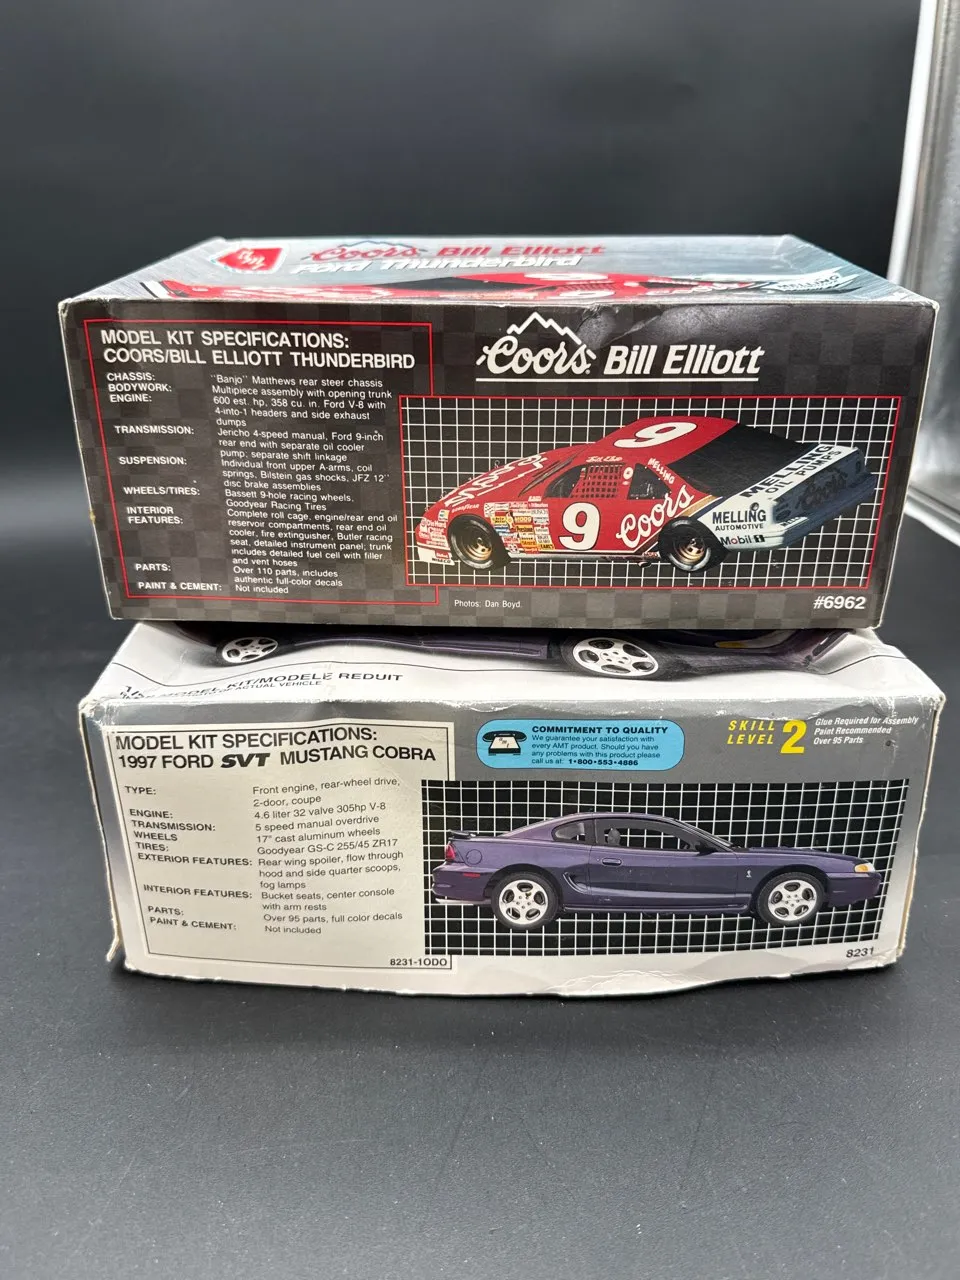 AMT
Coors Bill Elliott
Ford Thunderbird
MODEL KIT SPECIFICATIONS:
COORS/BILL ELLIOTT THUNDERBIRD
CHASSIS: "Banjo" Matthews rear steer chassis
BODYWORK: Multipiece assembly with opening trunk
ENGINE: 600 est. hp, 358 cu. in. Ford V-8 with
4-into-1 headers and side exhaust
dumps
TRANSMISSION: Jericho 4-speed manual, Ford 9-inch
rear end with separate oil cooler
pump; separate shift linkage
SUSPENSION: Individual front upper A-arms, coil
springs, Bilstein gas shocks, JFZ 12"
disc brake assemblies
WHEELS/TIRES: Bassett 9-hole racing wheels,
Goodyear Racing Tires
INTERIOR FEATURES: Complete roll cage, engine/rear end oil
reservoir compartments, rear end oil
cooler, fire extinguisher, Butler racing
seat, detailed instrument panel; trunk
includes detailed fuel cell with filler
and vent hoses
PARTS: Over 110 parts, includes
authentic full-color decals
PAINT & CEMENT: Not included
Coors Bill Elliott
9
9
Coors
MELLING
MELLING
OIL PUMPS
MELLING
AUTOMOTIVE
Mobil 1
Photos: Dan Boyd.
#6962
MODEL KIT/MODELE REDUIT
OF ACTUAL VEHICLE
MODEL KIT SPECIFICATIONS:
1997 FORD SVT MUSTANG COBRA
TYPE: Front engine, rear-wheel drive,
2-door, coupe
ENGINE: 4.6 liter 32 valve 305hp V-8
TRANSMISSION: 5 speed manual overdrive
WHEELS 17" cast aluminum wheels
TIRES: Goodyear GS-C 255/45 ZR17
EXTERIOR FEATURES: Rear wing spoiler, flow through
hood and side quarter scoops,
fog lamps
INTERIOR FEATURES: Bucket seats, center console
with arm rests
PARTS: Over 95 parts, full color decals
PAINT & CEMENT: Not included
8231-10DO
COMMITMENT TO QUALITY
We guarantee your satisfaction with
every AMT product. Should you have
any problems with this product please
call us at: 1-800-553-4886
SKILL
LEVEL 2
Glue Required for Assembly
Paint Recommended
Over 95 Parts
8231